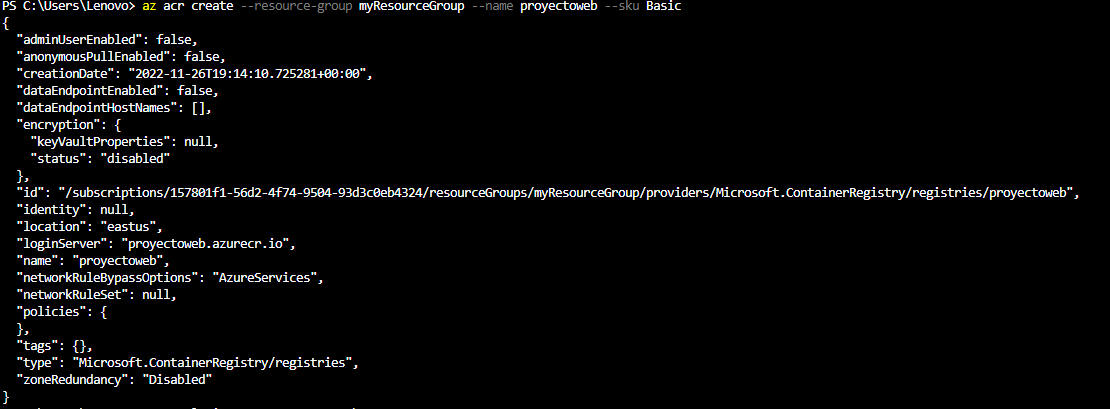 PS C:\Users\Lenovo> az acr create --resource-group myResourceGroup --name proyectoweb --sku Basic
{
  "adminUserEnabled": false,
  "anonymousPullEnabled": false,
  "creationDate": "2022-11-26T19:14:10.725281+00:00",
  "dataEndpointEnabled": false,
  "dataEndpointHostNames": [],
  "encryption": {
    "keyVaultProperties": null,
    "status": "disabled"
  },
  "id": "/subscriptions/157801f1-56d2-4f74-9504-93d3c0eb4324/resourceGroups/myResourceGroup/providers/Microsoft.ContainerRegistry/registries/proyectoweb",
  "identity": null,
  "location": "eastus",
  "loginServer": "proyectoweb.azurecr.io",
  "name": "proyectoweb",
  "networkRuleBypassOptions": "AzureServices",
  "networkRuleSet": null,
  "policies": {
  },
  "tags": {},
  "type": "Microsoft.ContainerRegistry/registries",
  "zoneRedundancy": "Disabled"
}